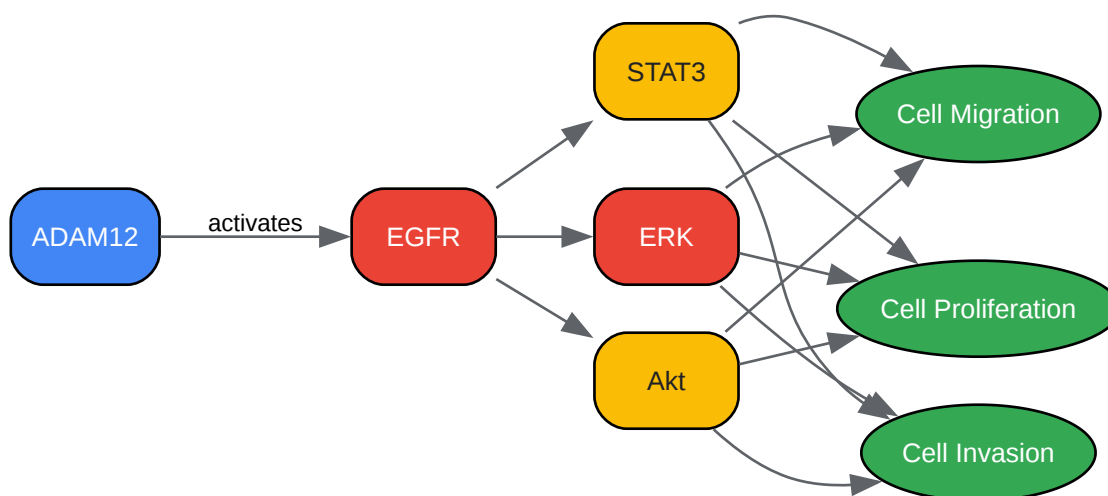 STAT3
Cell Migration
activates
ADAM12
EGFR
ERK
Cell Proliferation
Akt
Cell Invasion